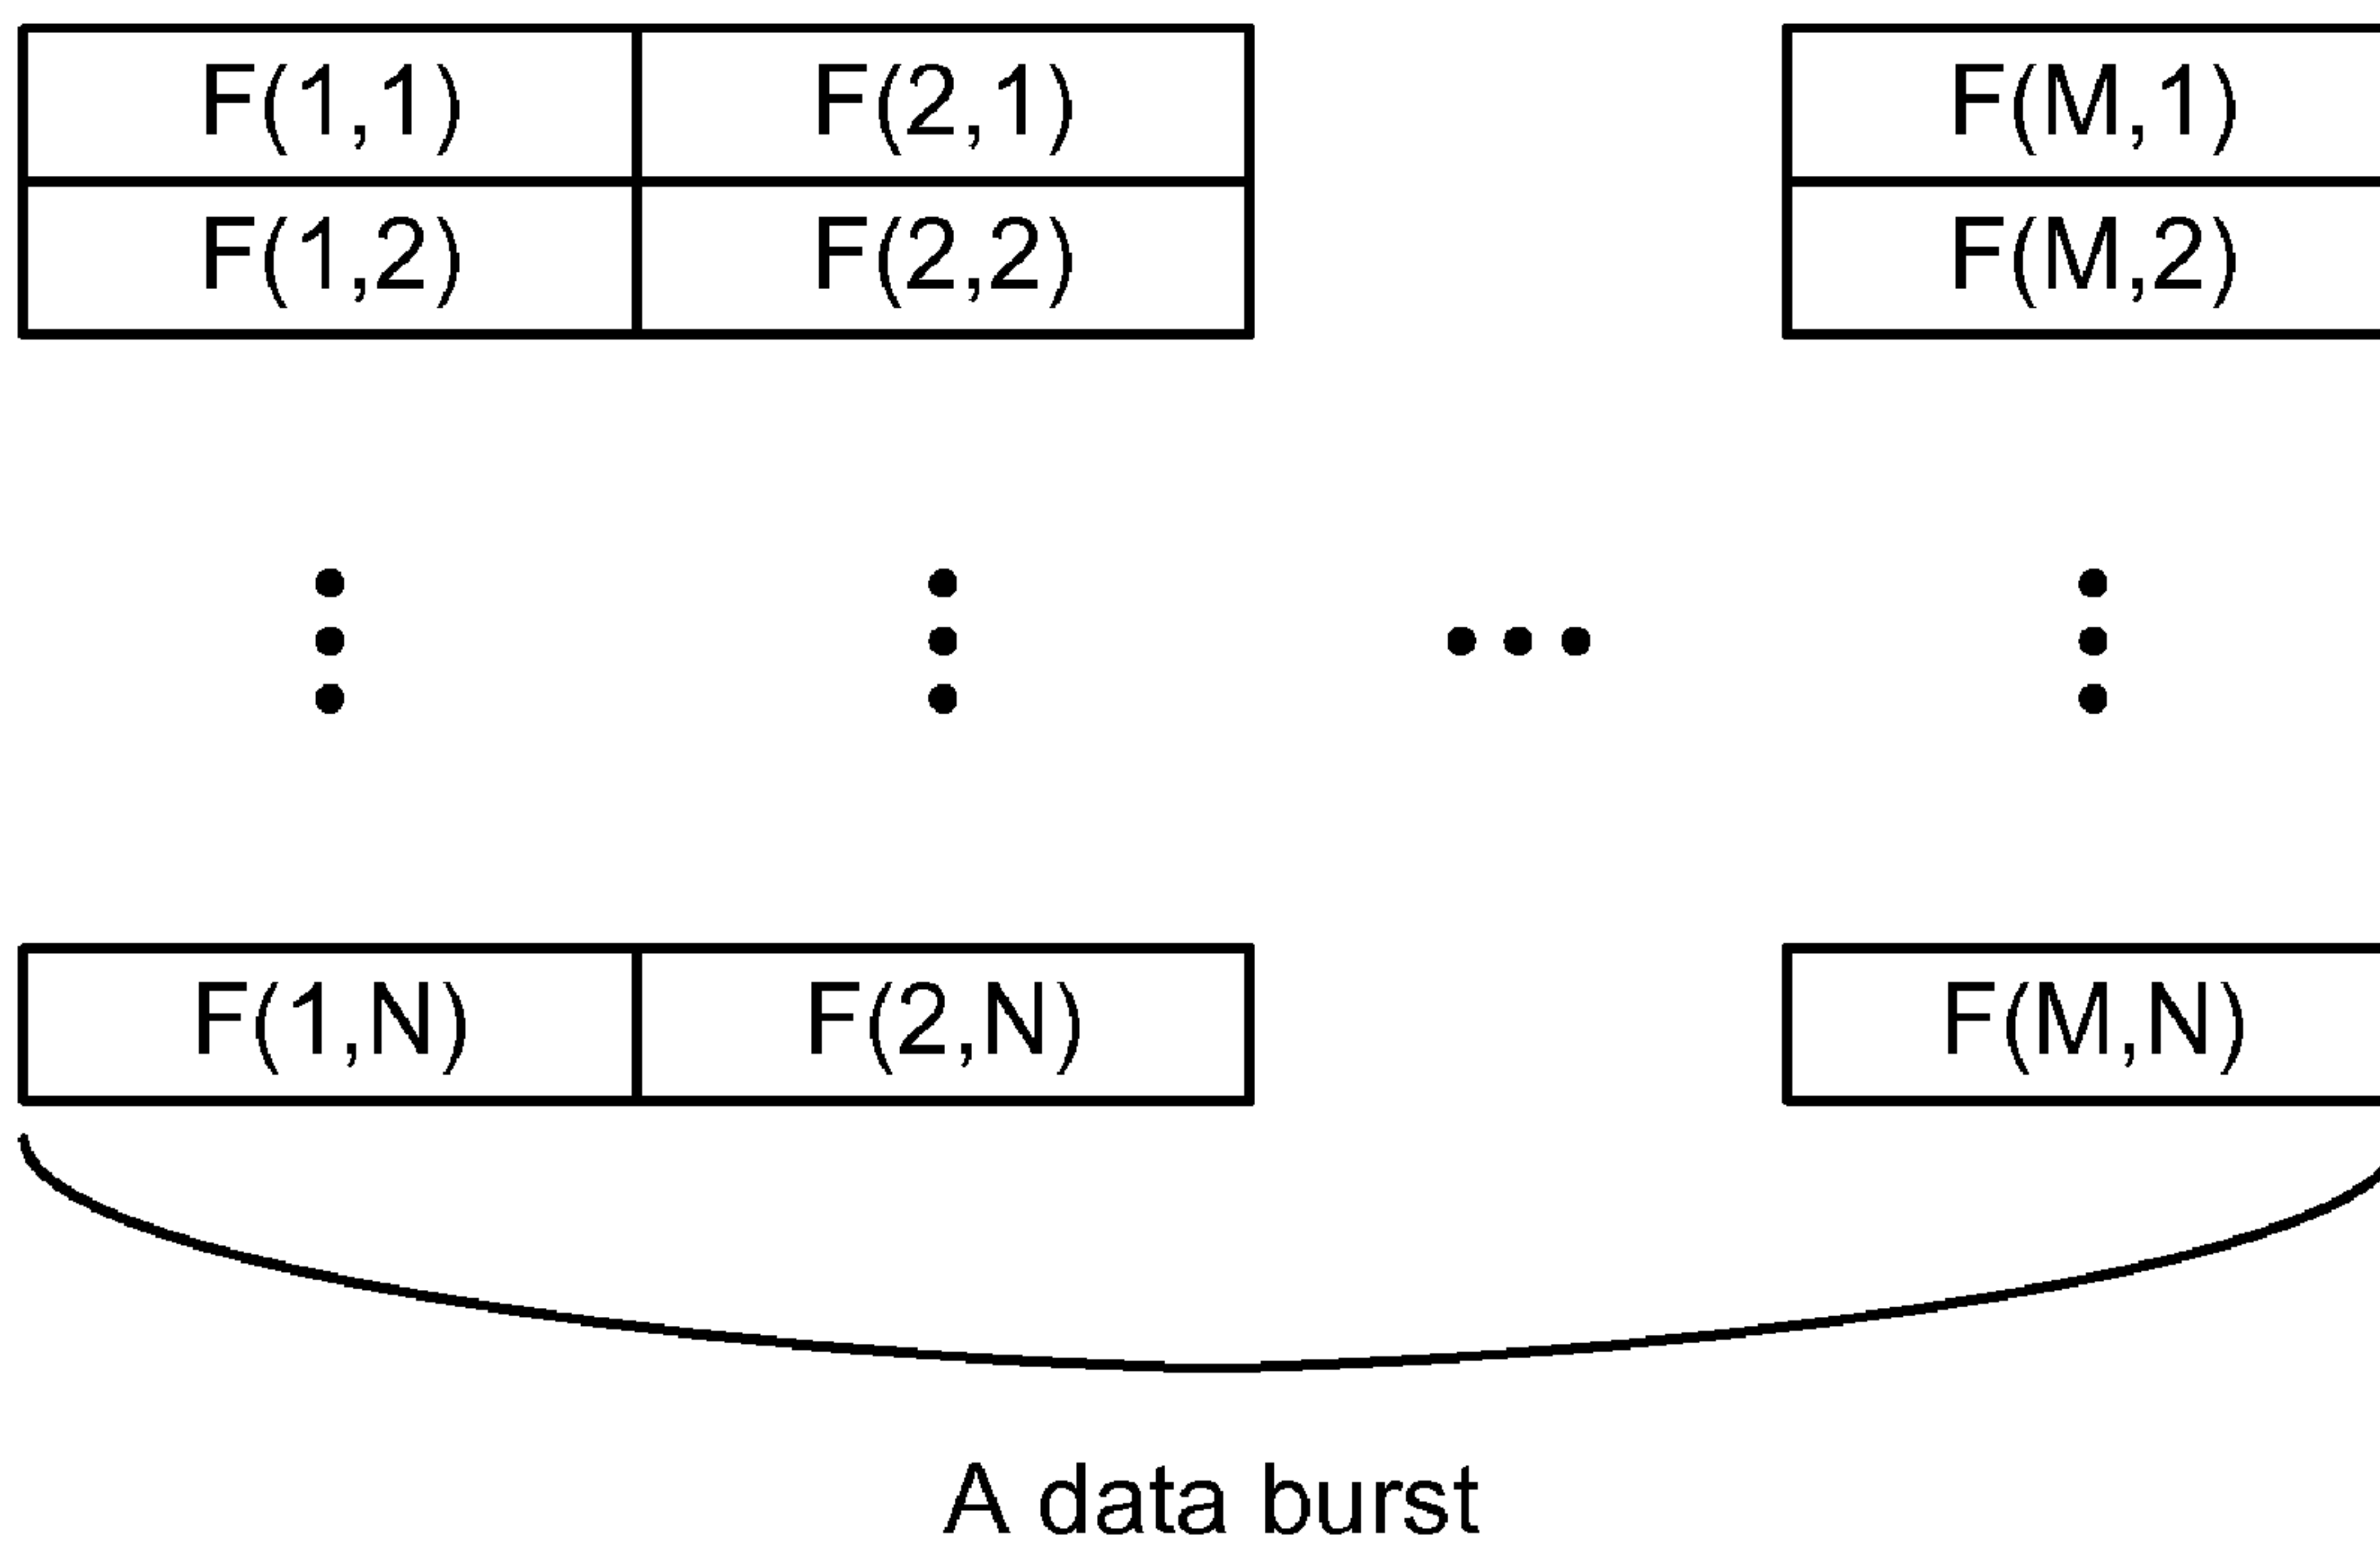 F(1,1) F(2,1) F(M,1)
F(1,2) F(2,2) F(M,2)
F(1,N) F(2,N) F(M,N)
A data burst